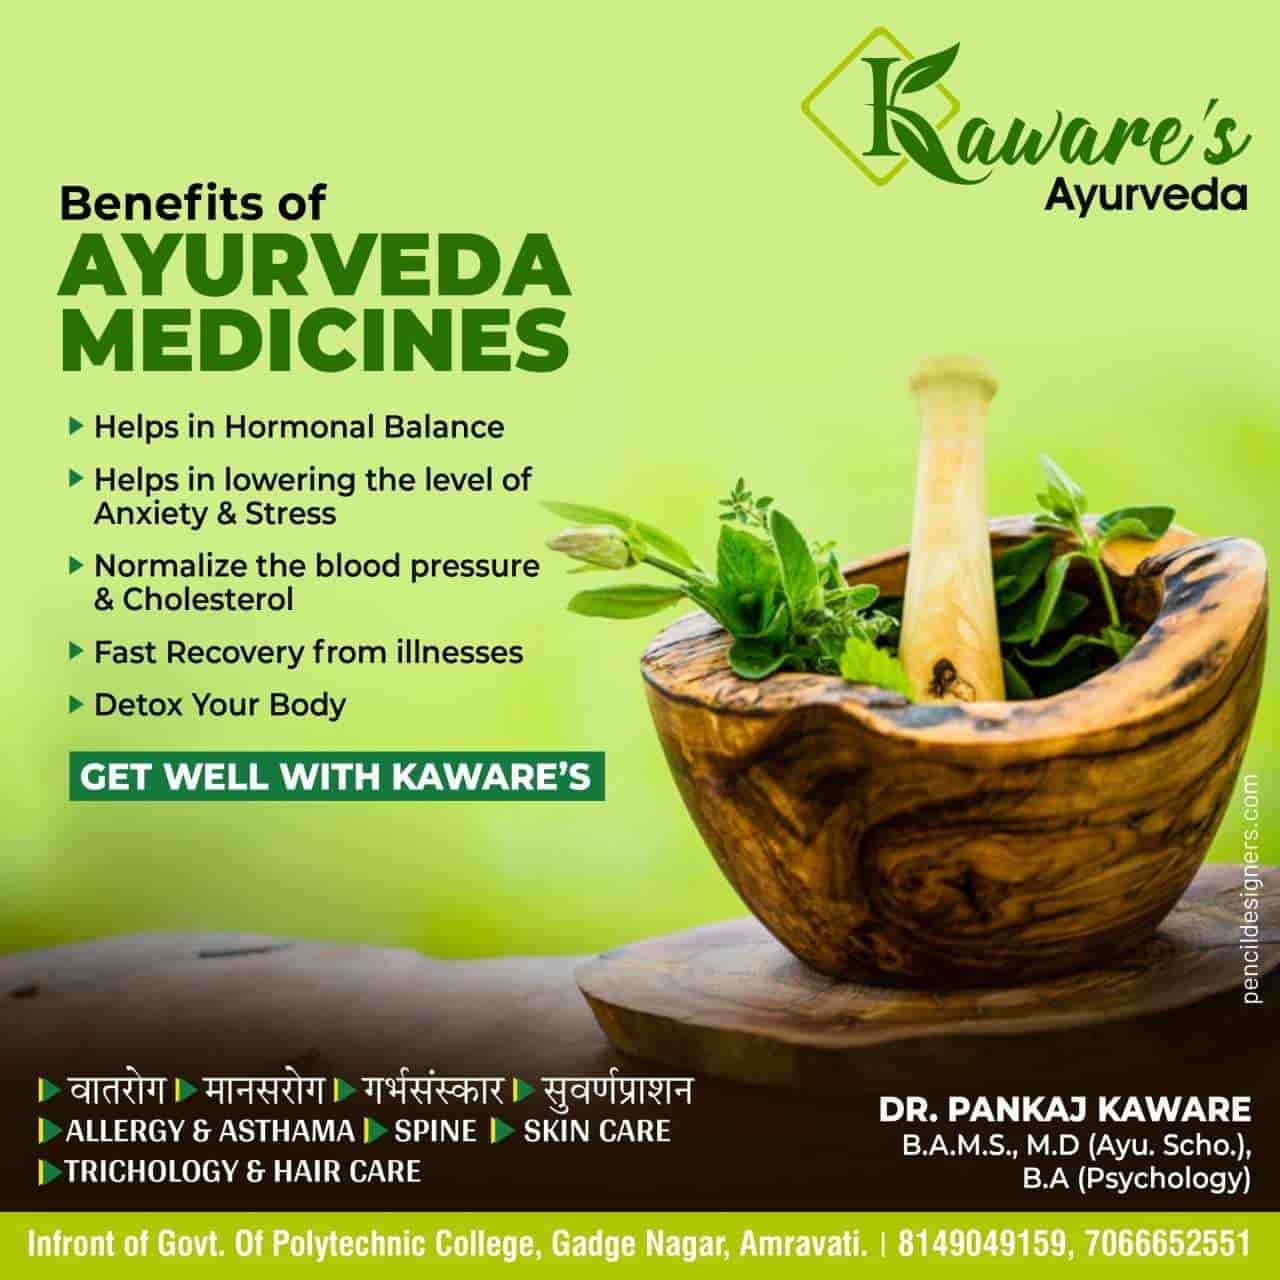 Kaware's
Ayurveda
Benefits of
AYURVEDA
MEDICINES
Helps in Hormonal Balance
Helps in lowering the level of
Anxiety & Stress
Normalize the blood pressure
& Cholesterol
Fast Recovery from illnesses
Detox Your Body
GET WELL WITH KAWARE'S
pencildesigners.com
वातरोग मानसरोग गर्भसंस्कार सुवर्णप्राशन
ALLERGY & ASTHAMA SPINE SKIN CARE
TRICHOLOGY & HAIR CARE
DR. PANKAJ KAWARE
B.A.M.S., M.D (Ayu. Scho.),
B.A (Psychology)
Infront of Govt. Of Polytechnic College, Gadge Nagar, Amravati. | 8149049159, 7066652551